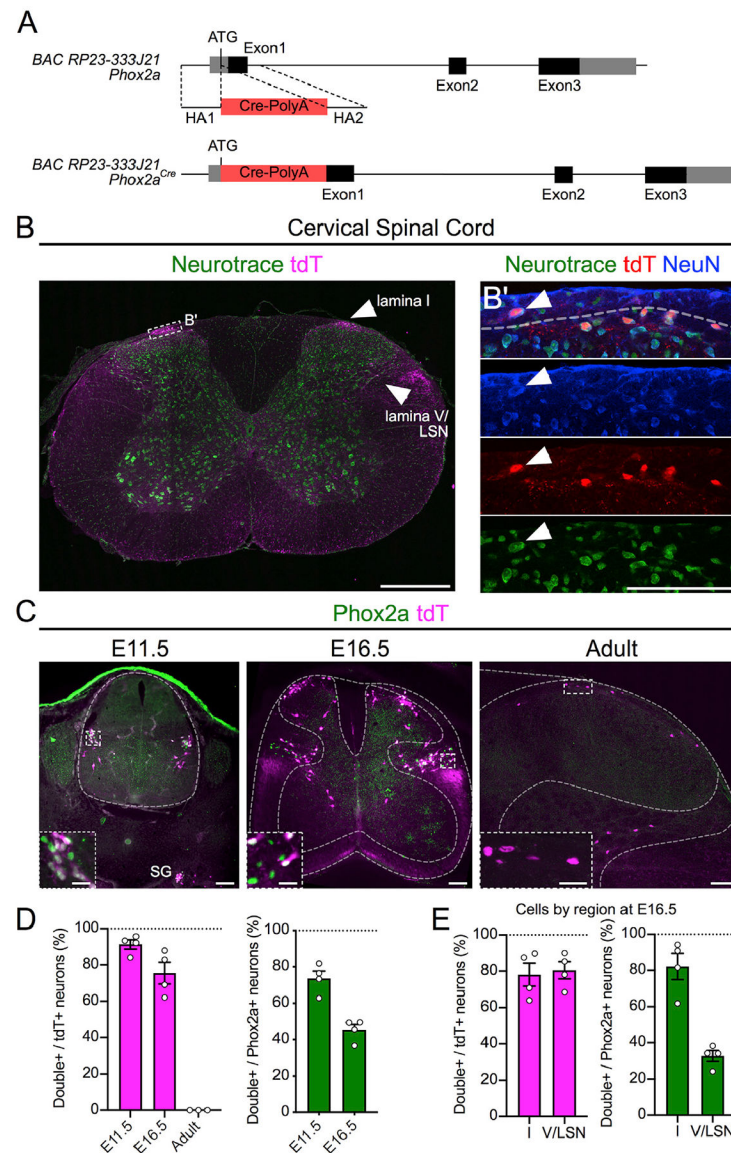 A
ATG
Exon1
BAC RP23-333J21
Phox2a
Exon2
Exon3
Cre-PolyA
HA1
HA2
ATG
BAC RP23-333J21
Phox2aCre
Cre-PolyA
Exon1
Exon2
Exon3
B
Cervical Spinal Cord
Neurotrace tdT
Neurotrace tdT NeuN
B'
lamina I
lamina V/
LSN
B'
C
Phox2a tdT
E11.5
E16.5
Adult
SG
D
Double+ / tdT+ neurons (%)
100
80
60
40
20
0
E11.5
E16.5
Adult
Double+ / Phox2a+ neurons (%)
100
80
60
40
20
0
E11.5
E16.5
E
Cells by region at E16.5
Double+ / tdT+ neurons (%)
100
80
60
40
20
0
I
V/LSN
Double+ / Phox2a+ neurons (%)
100
80
60
40
20
0
I
V/LSN